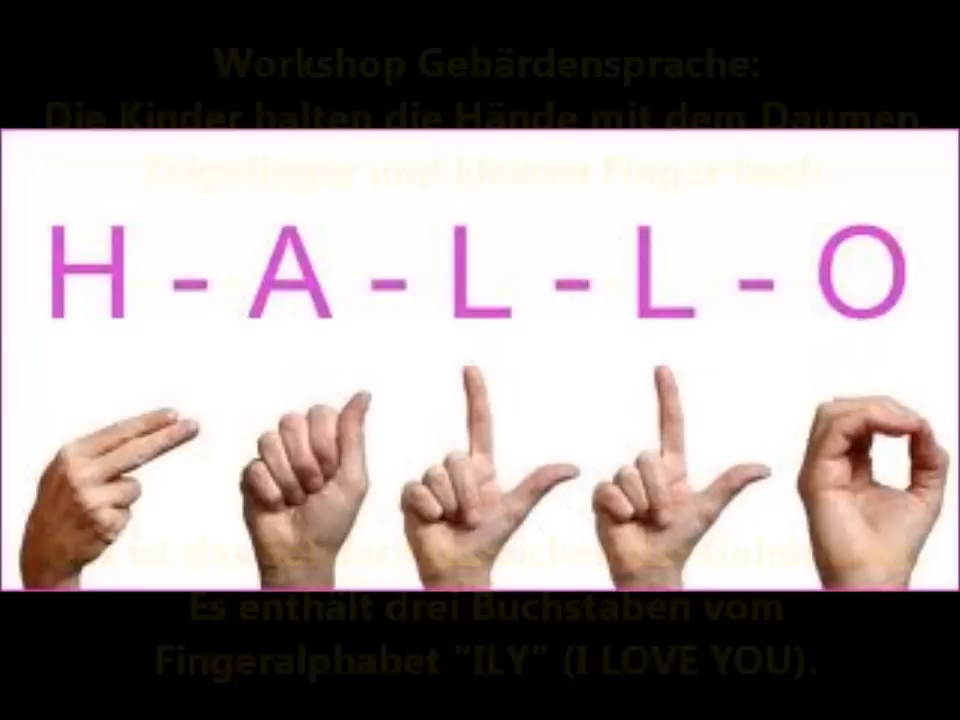 Workshop Gebärdensprache:
Die Kinder halten die Hände mit dem Daumen,
Zeigefinger und kleinen Finger hoch.
H - A - L - L - O
ist das
Es enthält drei Buchstaben vom
Fingeralphabet "ILY" (I LOVE YOU).